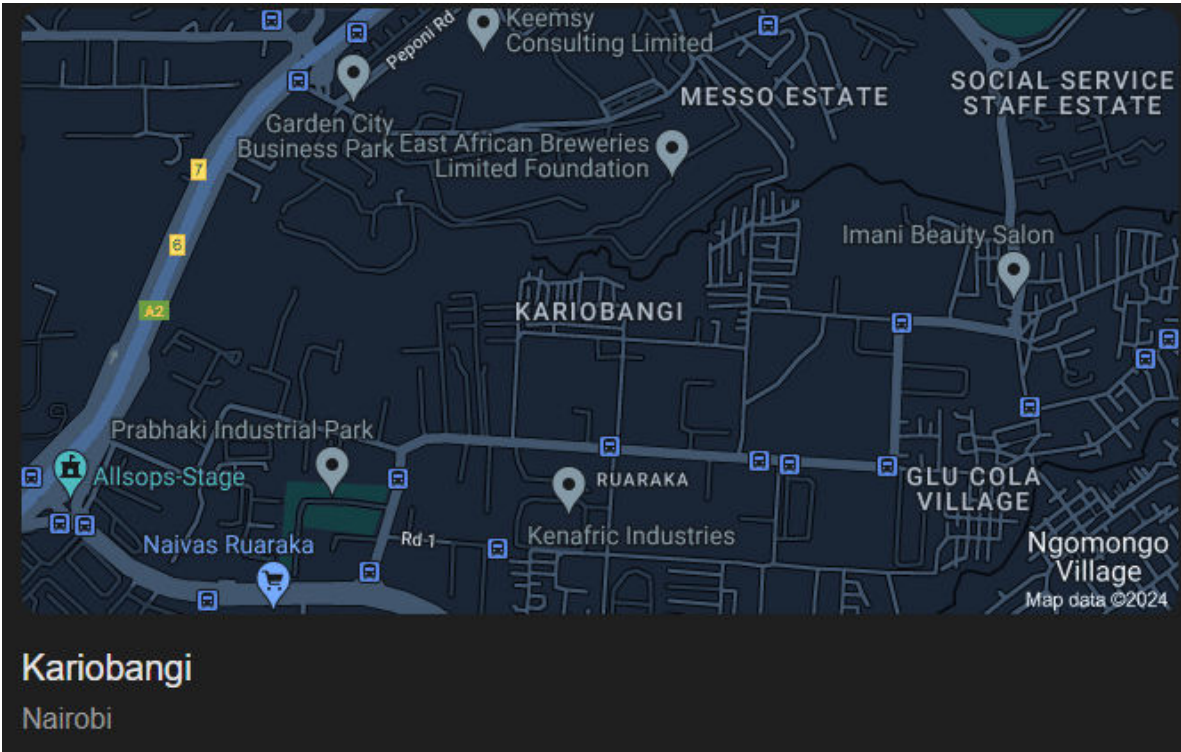 Keemsy
Consulting Limited
Peponi Rd
SOCIAL SERVICE
STAFF ESTATE
MESSO ESTATE
Garden City
Business Park
East African Breweries
Limited Foundation
7
Imani Beauty Salon
6
A2
KARIOBANGI
Prabhaki Industrial Park
Allsops-Stage
RUARAKA
GLU COLA
VILLAGE
Kenafric Industries
Rd 1
Naivas Ruaraka
Ngomongo
Village
Map data ©2024
Kariobangi
Nairobi